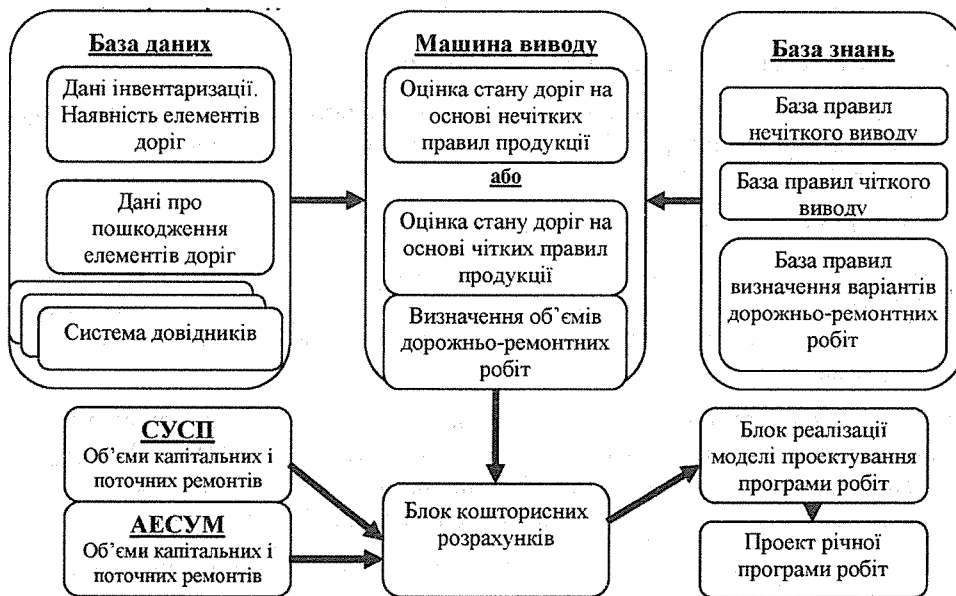 База даних
Дані інвентаризації.
Наявність елементів
доріг
Дані про
пошкодження
елементів доріг
Система довідників
Машина виводу
Оцінка стану доріг на
основі нечітких
правил продукції
або
Оцінка стану доріг на
основі чітких правил
продукції
Визначення об’ємів
дорожньо-ремонтних
робіт
База знань
База правил
нечіткого виводу
База правил чіткого
виводу
База правил
визначення варіантів
дорожньо-ремонтних
робіт
СУСП
Об’єми капітальних і
поточних ремонтів
АЕСУМ
Об’єми капітальних і
поточних ремонтів
Блок кошторисних
розрахунків
Блок реалізації
моделі проектування
програми робіт
Проект річної
програми робіт